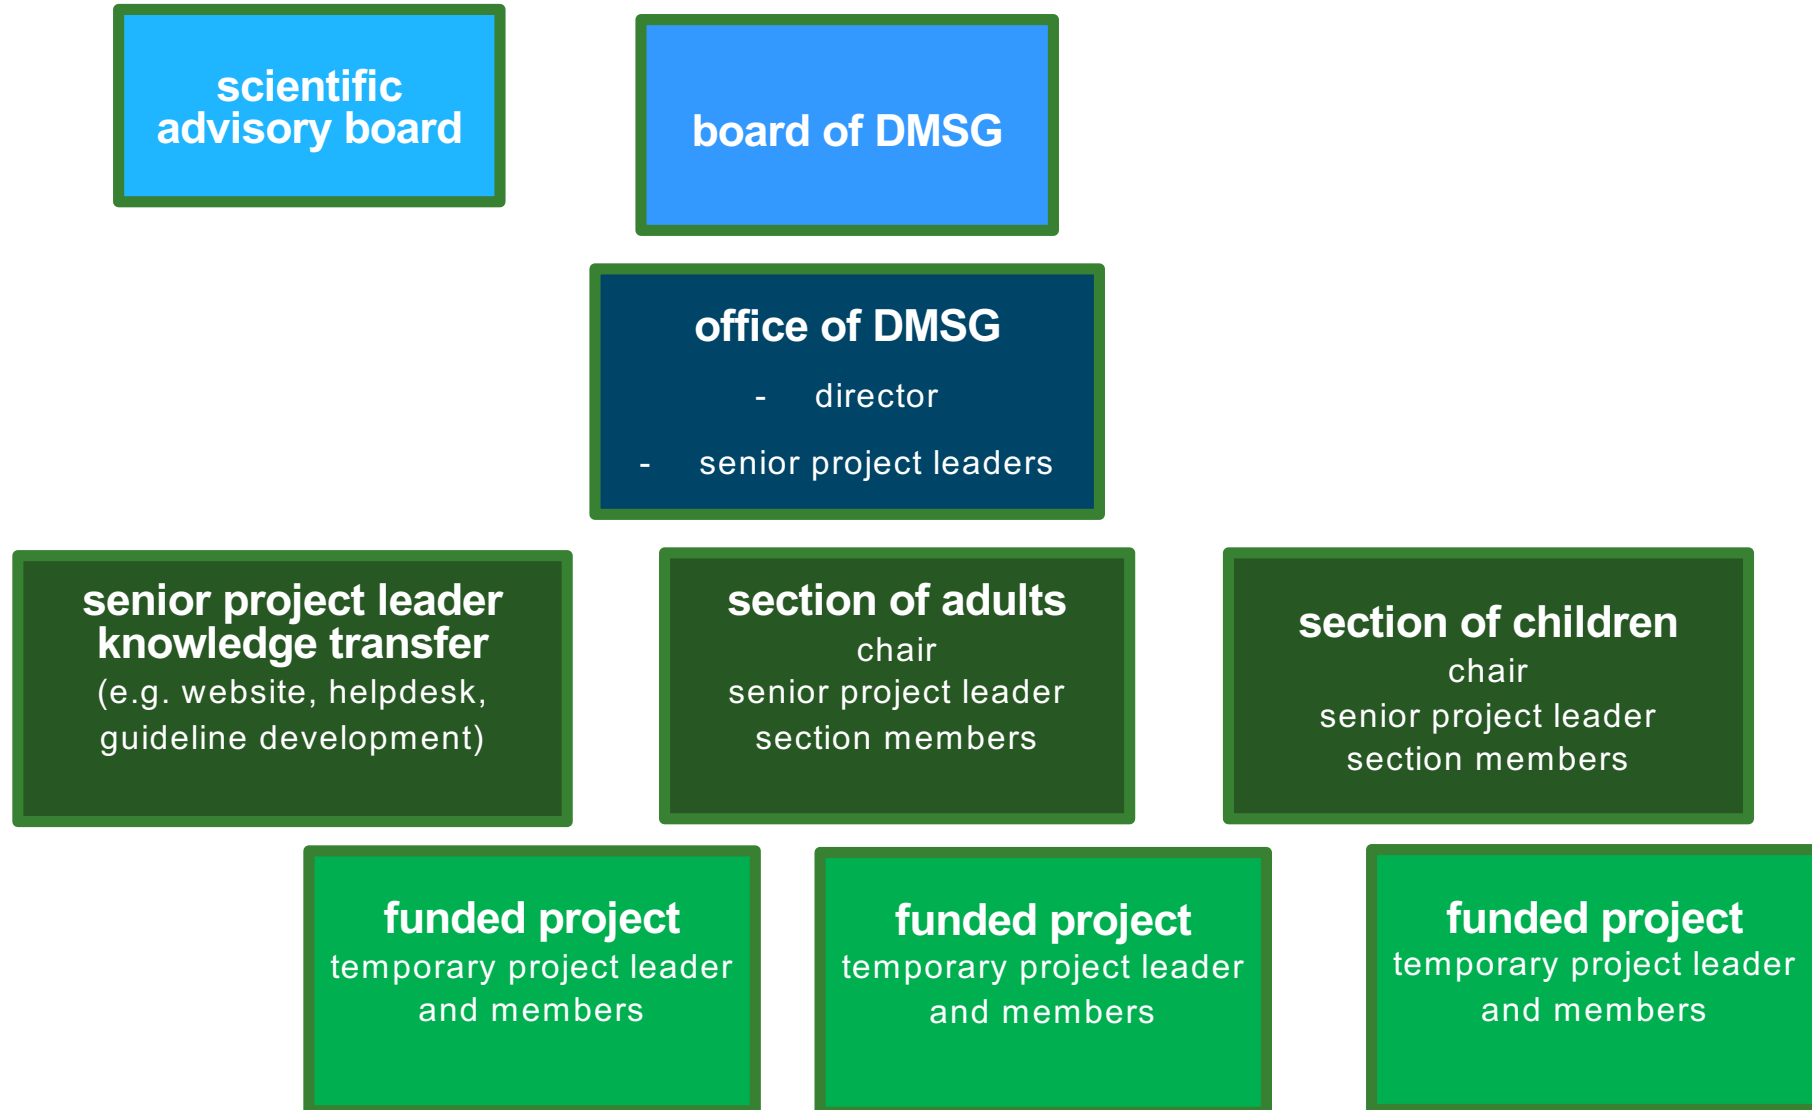 scientific
advisory board
board of DMSG
office of DMSG
- director
- senior project leaders
senior project leader
knowledge transfer
(e.g. website, helpdesk,
guideline development)
section of adults
chair
senior project leader
section members
section of children
chair
senior project leader
section members
funded project
temporary project leader
and members
funded project
temporary project leader
and members
funded project
temporary project leader
and members